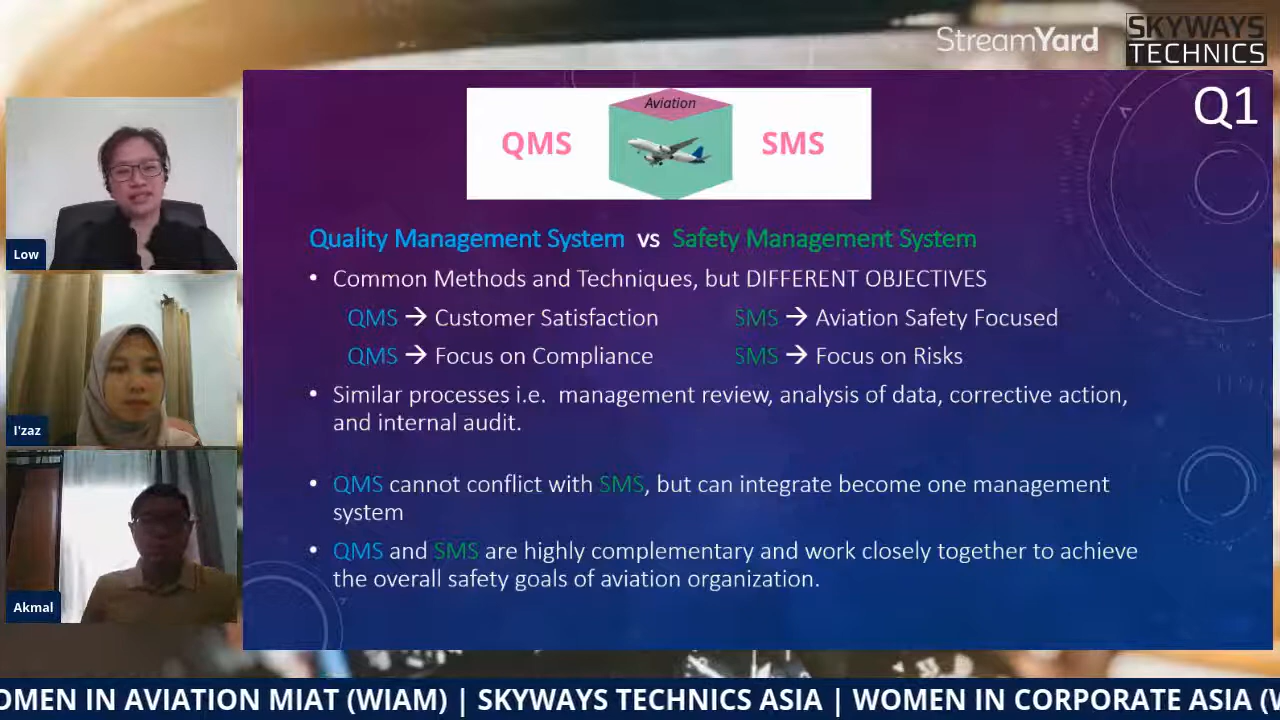 StreamYard
SKYWAYS
TECHNICS
Q1
Aviation
QMS
SMS
Quality Management System vs Safety Management System
• Common Methods and Techniques, but DIFFERENT OBJECTIVES
QMS → Customer Satisfaction SMS → Aviation Safety Focused
QMS → Focus on Compliance SMS → Focus on Risks
• Similar processes i.e. management review, analysis of data, corrective action,
and internal audit.
• QMS cannot conflict with SMS, but can integrate become one management
system
• QMS and SMS are highly complementary and work closely together to achieve
the overall safety goals of aviation organization.
Low
I'zaz
Akmal
OMEN IN AVIATION MIAT (WIAM) | SKYWAYS TECHNICS ASIA | WOMEN IN CORPORATE ASIA (W